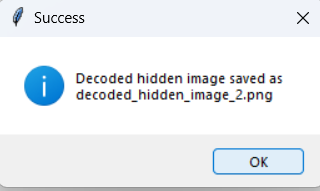 Success
Decoded hidden image saved as
decoded_hidden_image_2.png
OK